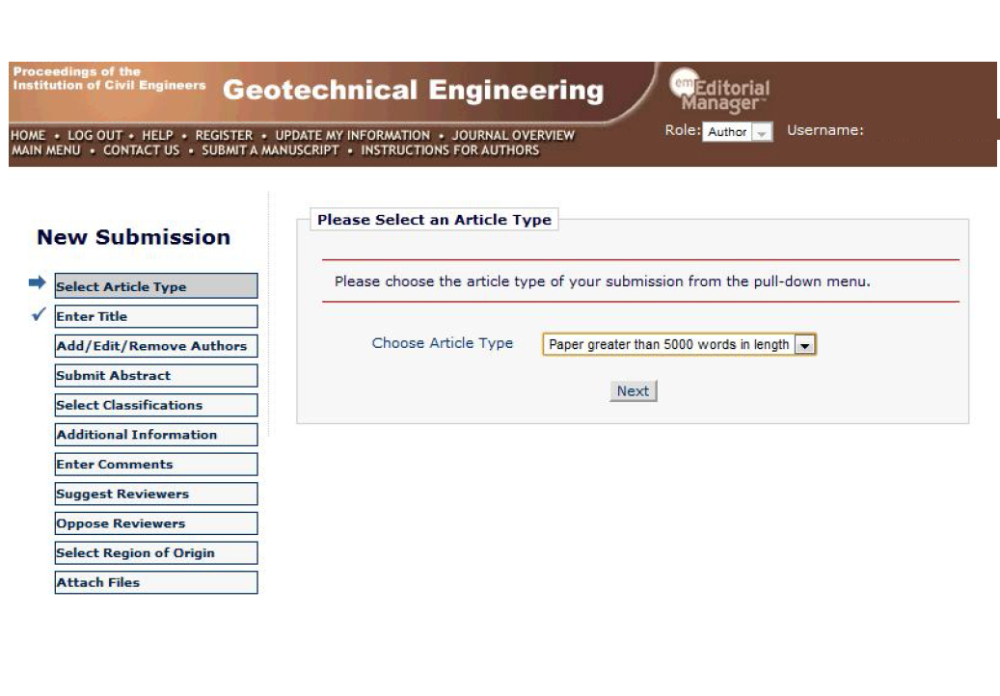 Proceedings of the
Institution of Civil Engineers
Geotechnical Engineering
em Editorial
Manager™
HOME • LOG OUT • HELP • REGISTER • UPDATE MY INFORMATION • JOURNAL OVERVIEW
MAIN MENU • CONTACT US • SUBMIT A MANUSCRIPT • INSTRUCTIONS FOR AUTHORS
Role: Author Username:
New Submission
Select Article Type
Enter Title
Add/Edit/Remove Authors
Submit Abstract
Select Classifications
Additional Information
Enter Comments
Suggest Reviewers
Oppose Reviewers
Select Region of Origin
Attach Files
Please Select an Article Type
Please choose the article type of your submission from the pull-down menu.
Choose Article Type Paper greater than 5000 words in length
Next